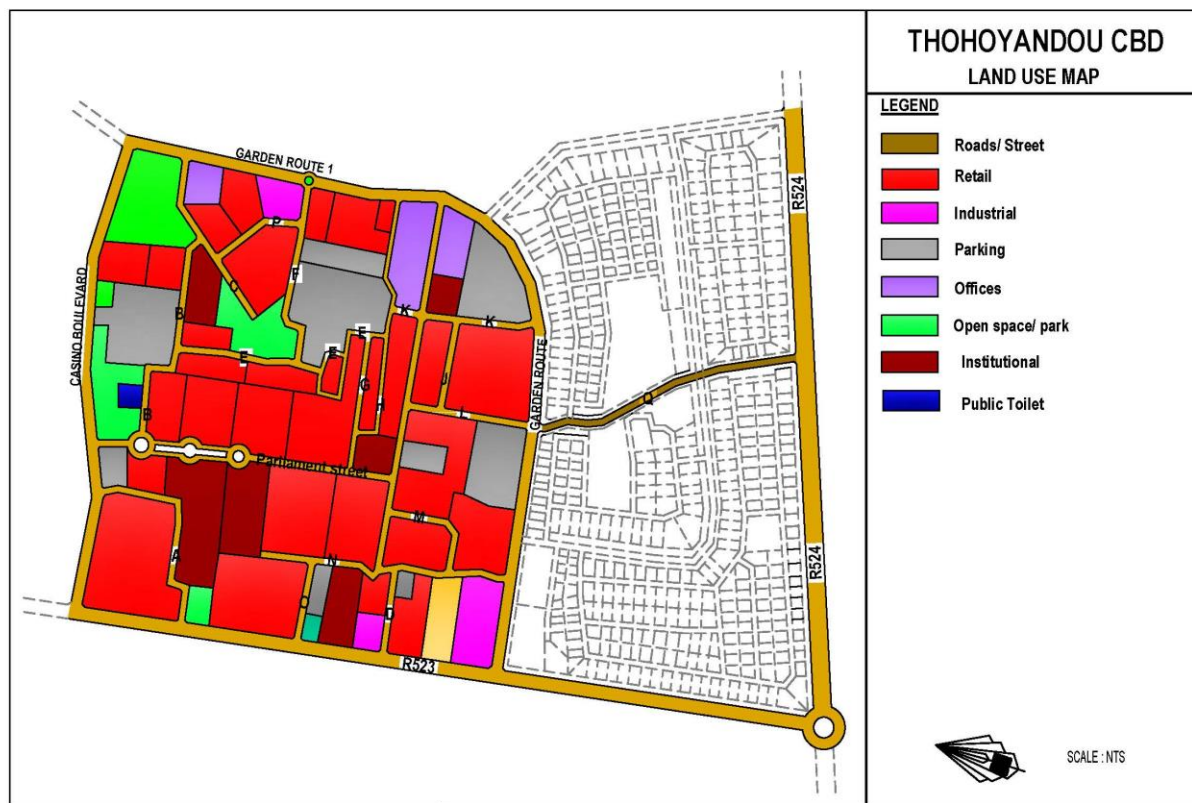 THOHOYANDOU CBD
LAND USE MAP
LEGEND
Roads/ Street
Retail
Industrial
Parking
Offices
Open space/ park
Institutional
Public Toilet
SCALE : NTS
GARDEN ROUTE 1
R524
P
CASINO BOULEVARD
F
C
B
K
K
E
E
E
GARDEN ROUTE
G
J
Q
H
L
B
Parliament street
M
A
N
R524
O
D
R523